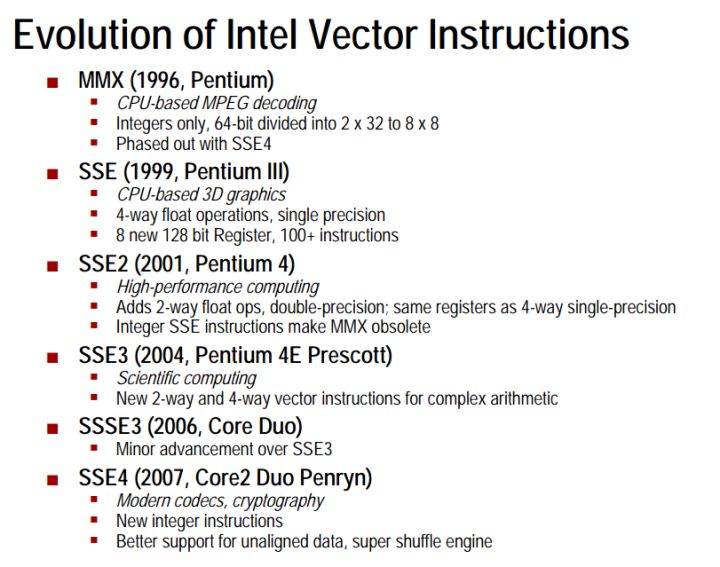 Evolution of Intel Vector Instructions
MMX (1996, Pentium)
CPU-based MPEG decoding
Integers only, 64-bit divided into 2 x 32 to 8 x 8
Phased out with SSE4
SSE (1999, Pentium III)
CPU-based 3D graphics
4-way float operations, single precision
8 new 128 bit Register, 100+ instructions
SSE2 (2001, Pentium 4)
High-performance computing
Adds 2-way float ops, double-precision; same registers as 4-way single-precision
Integer SSE instructions make MMX obsolete
SSE3 (2004, Pentium 4E Prescott)
Scientific computing
New 2-way and 4-way vector instructions for complex arithmetic
SSSE3 (2006, Core Duo)
Minor advancement over SSE3
SSE4 (2007, Core2 Duo Penryn)
Modern codecs, cryptography
New integer instructions
Better support for unaligned data, super shuffle engine